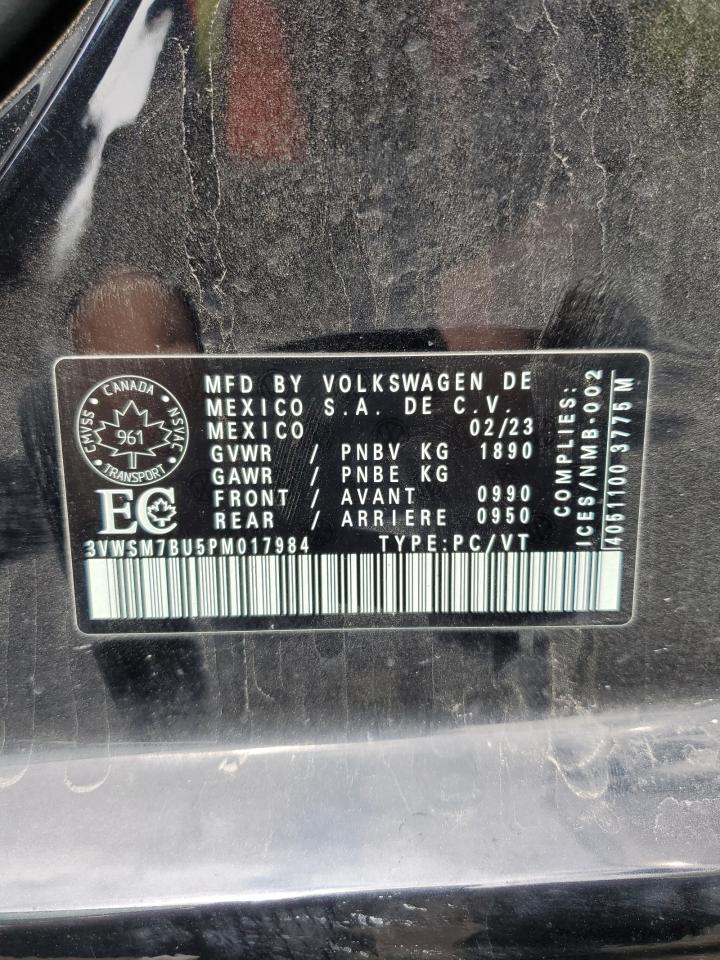 CANADA
CMVSS
NSVAC
961
TRANSPORT
EC
MFD BY VOLKSWAGEN DE
MEXICO S.A. DE C.V.
MEXICO 02/23
GVWR / PNBV KG 1890
GAWR / PNBE KG
FRONT / AVANT 0990
REAR / ARRIERE 0950
3VWSM7BU5PM017984 TYPE:PC/VT
COMPLIES:
ICES/NMB-002
4051100 3775 M